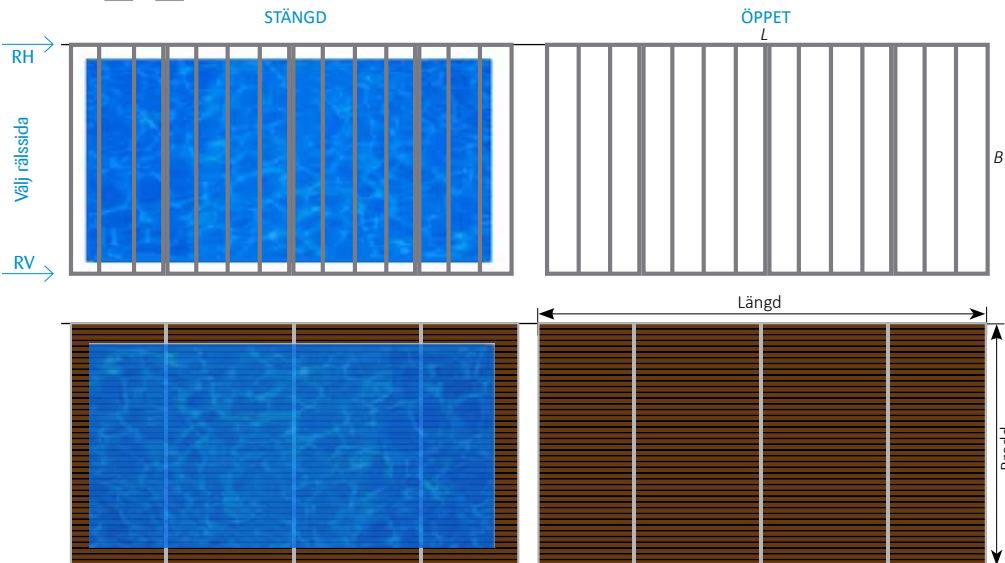 STÄNGD
ÖPPET
L
RH
Välj rälssida
B
RV
Längd